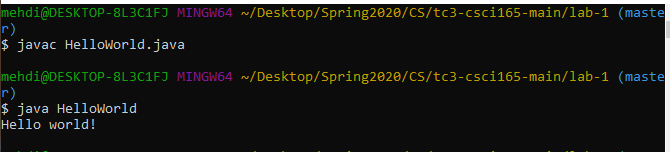 mehdi@DESKTOP-8L3C1FJ MINGW64 ~/Desktop/Spring2020/CS/tc3-csci165-main/lab-1 (maste
r)
$ javac HelloWorld.java
mehdi@DESKTOP-8L3C1FJ MINGW64 ~/Desktop/Spring2020/CS/tc3-csci165-main/lab-1 (maste
r)
$ java HelloWorld
Hello world!